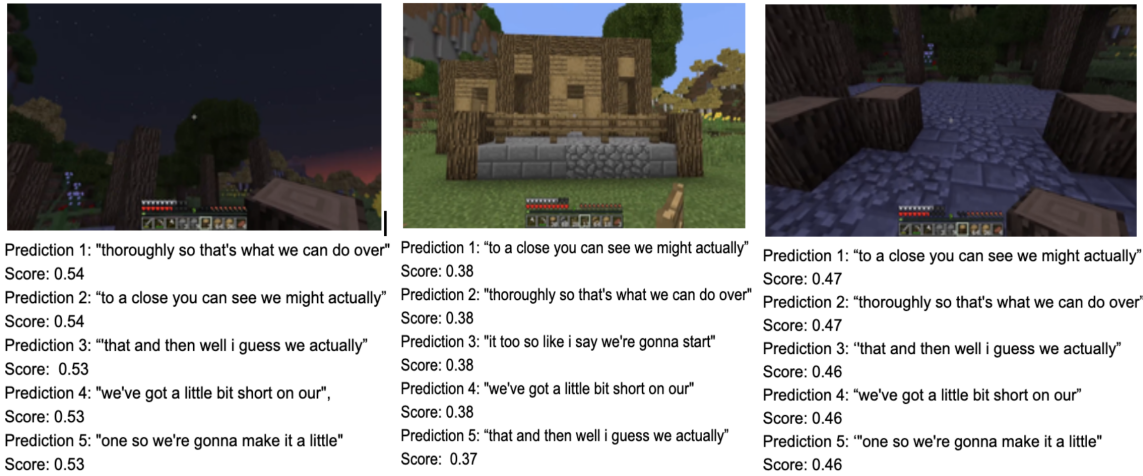 Prediction 1: "thoroughly so that's what we can do over"
Score: 0.54
Prediction 2: “to a close you can see we might actually”
Score: 0.54
Prediction 3: “'that and then well i guess we actually”
Score:  0.53
Prediction 4: "we've got a little bit short on our",
Score: 0.53
Prediction 5: "one so we're gonna make it a little"
Score: 0.53
Prediction 1: “to a close you can see we might actually”
Score: 0.38
Prediction 2: "thoroughly so that's what we can do over"
Score: 0.38
Prediction 3: "it too so like i say we're gonna start"
Score: 0.38
Prediction 4: "we've got a little bit short on our"
Score: 0.38
Prediction 5: “that and then well i guess we actually”
Score:  0.37
Prediction 1: “to a close you can see we might actually”
Score: 0.47
Prediction 2: “thoroughly so that's what we can do over”
Score: 0.47
Prediction 3: ‘'that and then well i guess we actually”
Score: 0.46
Prediction 4: “we've got a little bit short on our”
Score: 0.46
Prediction 5: ‘"one so we're gonna make it a little"
Score: 0.46